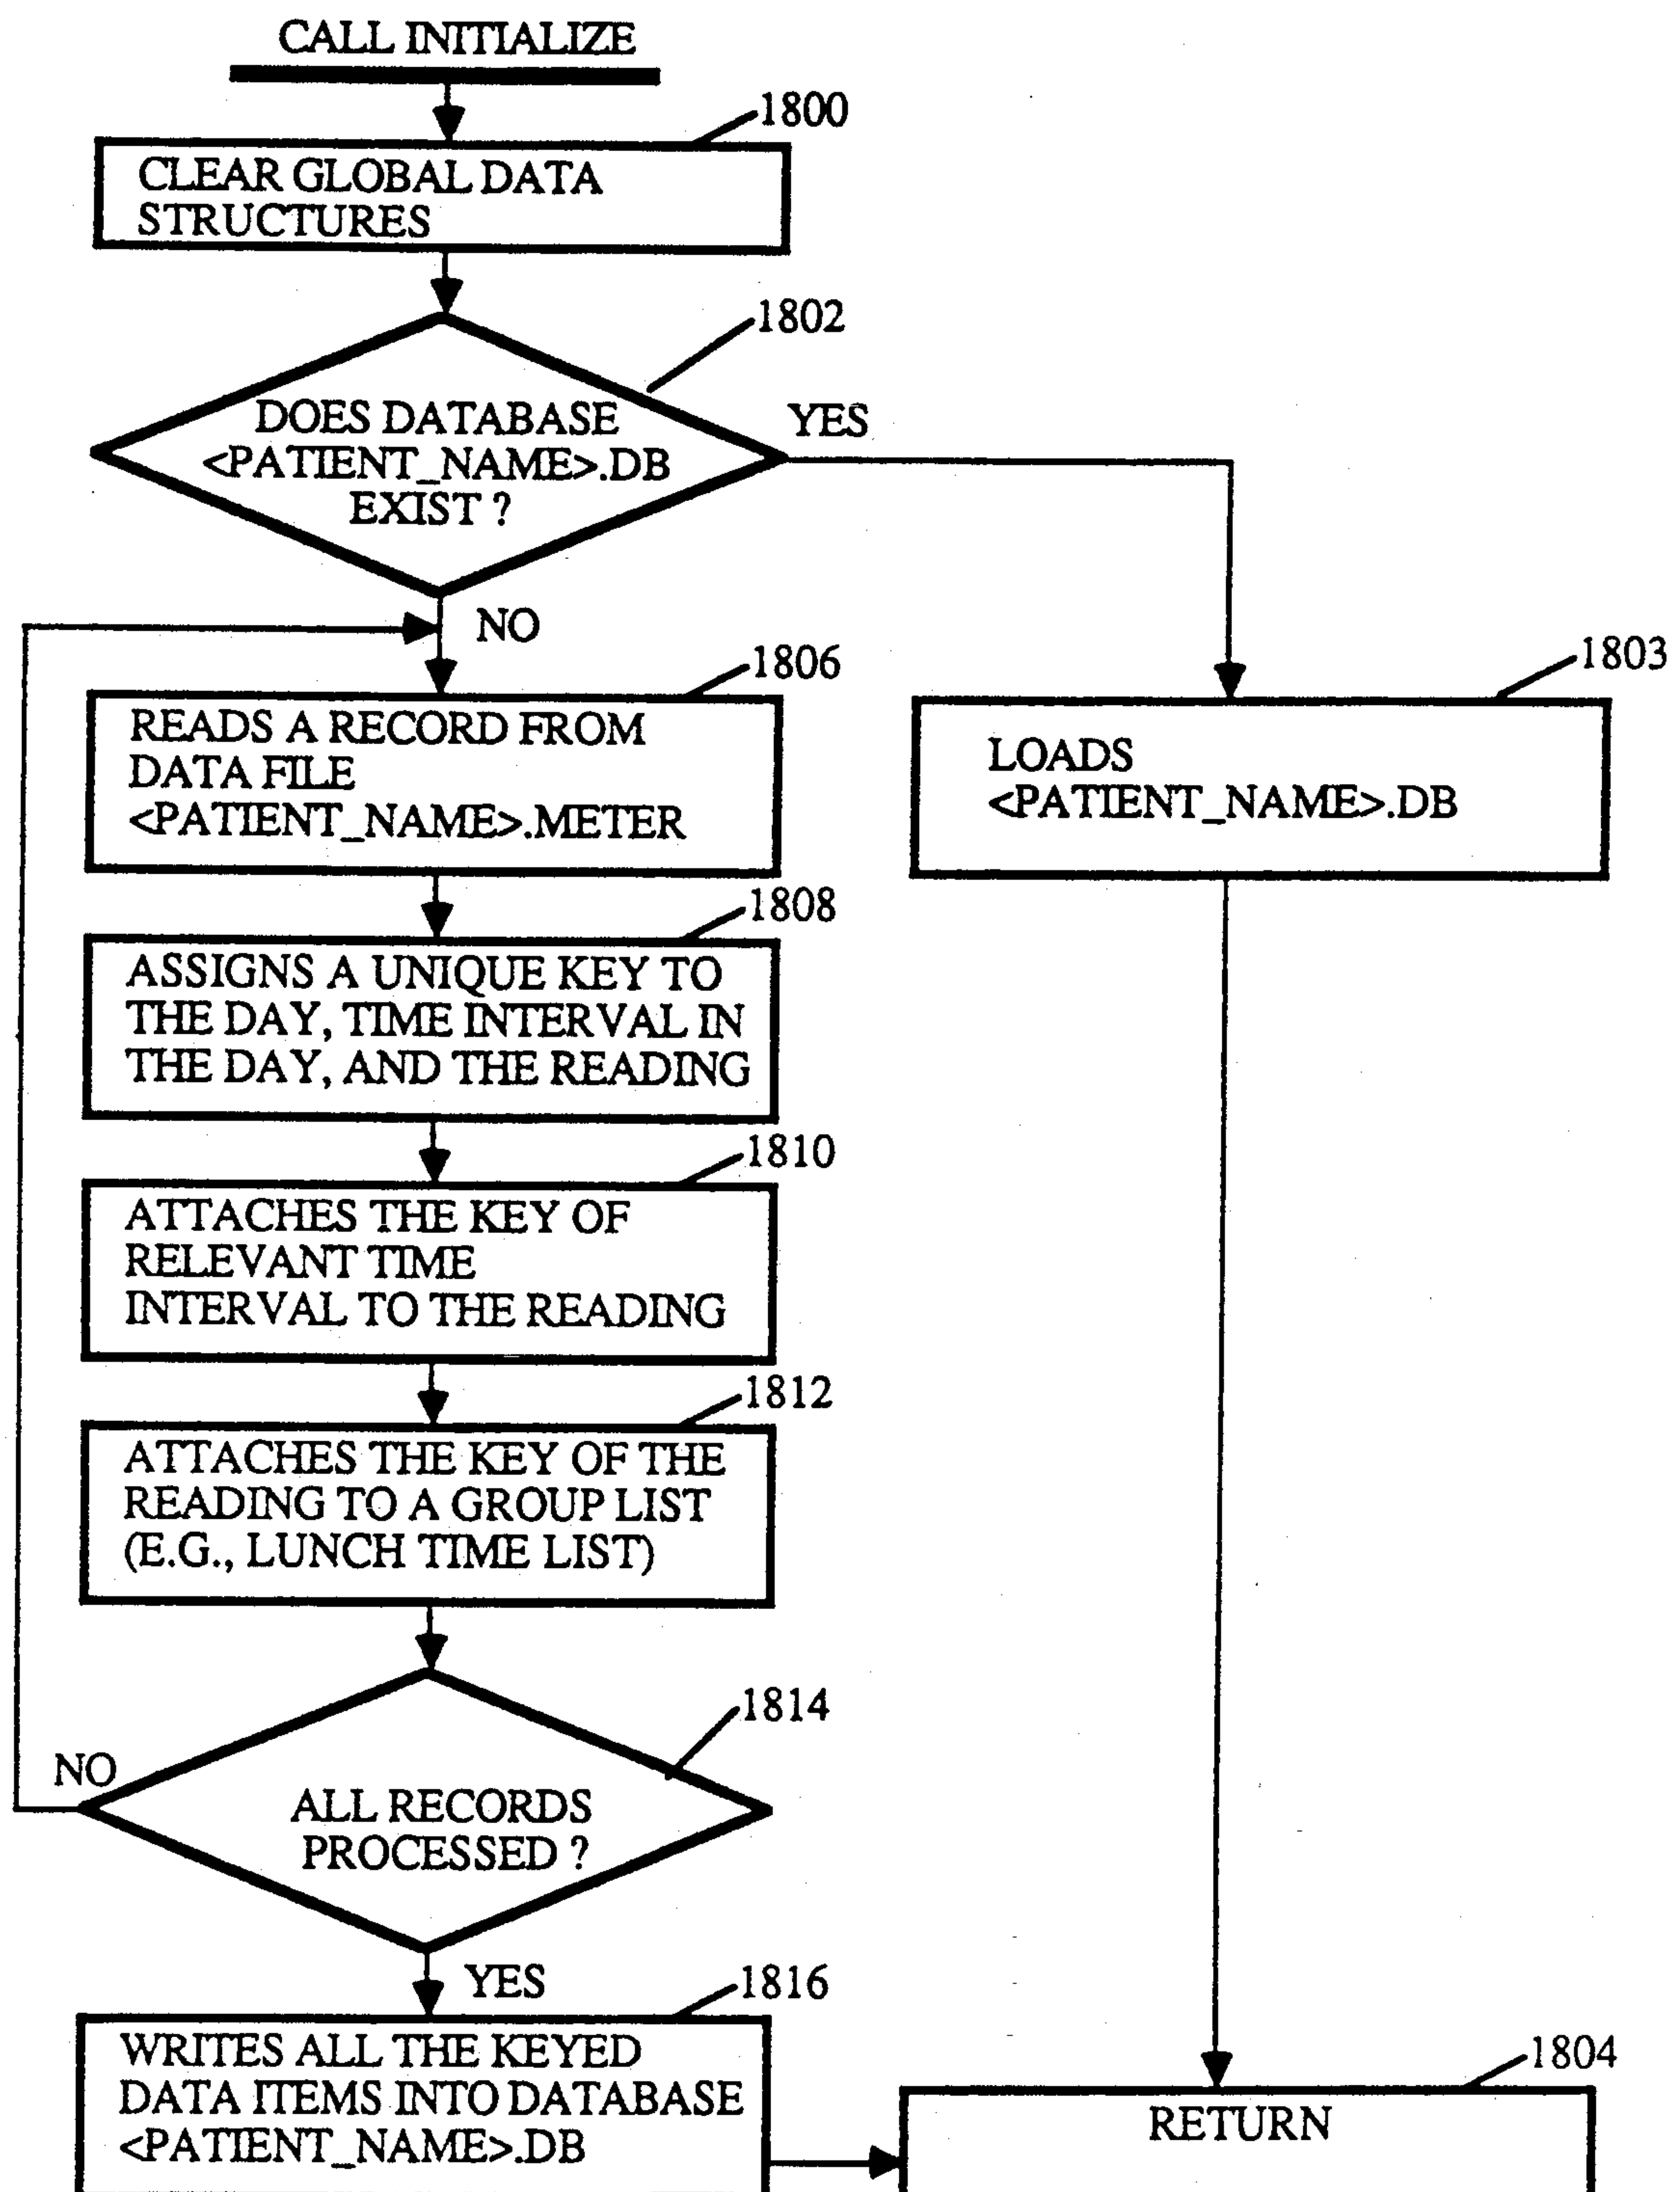 CALL INITIALIZE
1800
CLEAR GLOBAL DATA
STRUCTURES
1802
DOES DATABASE
<PATIENT_NAME>.DB
EXIST ?
YES
NO
1806
READS A RECORD FROM
DATA FILE
<PATIENT_NAME>.METER
1803
LOADS
<PATIENT_NAME>.DB
1808
ASSIGNS A UNIQUE KEY TO
THE DAY, TIME INTERVAL IN
THE DAY, AND THE READING
1810
ATTACHES THE KEY OF
RELEVANT TIME
INTERVAL TO THE READING
1812
ATTACHES THE KEY OF THE
READING TO A GROUP LIST
(E.G., LUNCH TIME LIST)
1814
NO
ALL RECORDS
PROCESSED ?
YES
1816
WRITES ALL THE KEYED
DATA ITEMS INTO DATABASE
<PATIENT_NAME>.DB
1804
RETURN